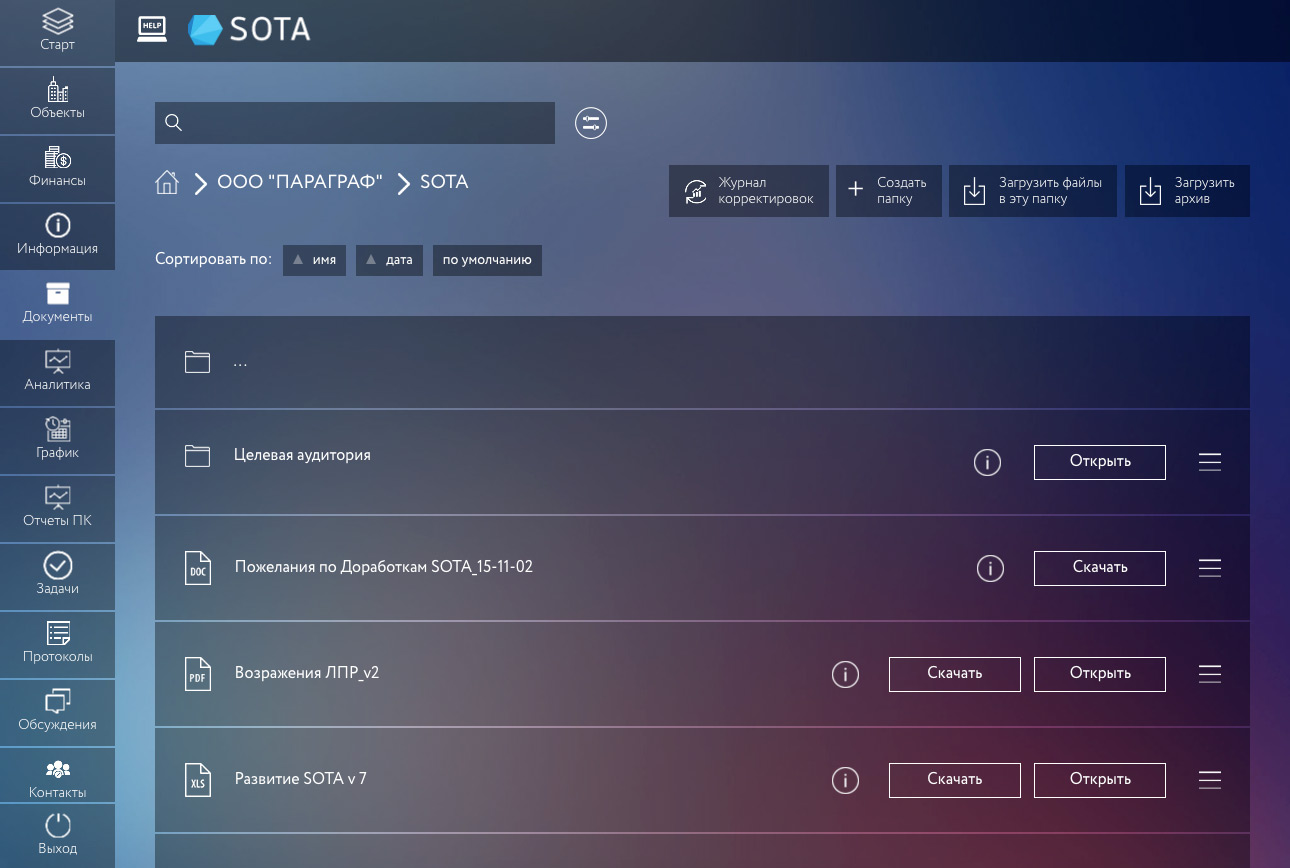 Старт
Объекты
Финансы
Информация
Документы
Аналитика
График
Отчеты ПК
Задачи
Протоколы
Обсуждения
Контакты
Выход
HELP
SOTA
ООО "ПАРАГРАФ"
SOTA
Журнал
корректировок
Создать
папку
Загрузить файлы
в эту папку
Загрузить
архив
Сортировать по:
имя
дата
по умолчанию
...
Целевая аудитория
Открыть
DOC
Пожелания по Доработкам SOTA_15-11-02
Скачать
PDF
Возражения ЛПР_v2
Скачать
Открыть
XLS
Развитие SOTA v 7
Скачать
Открыть